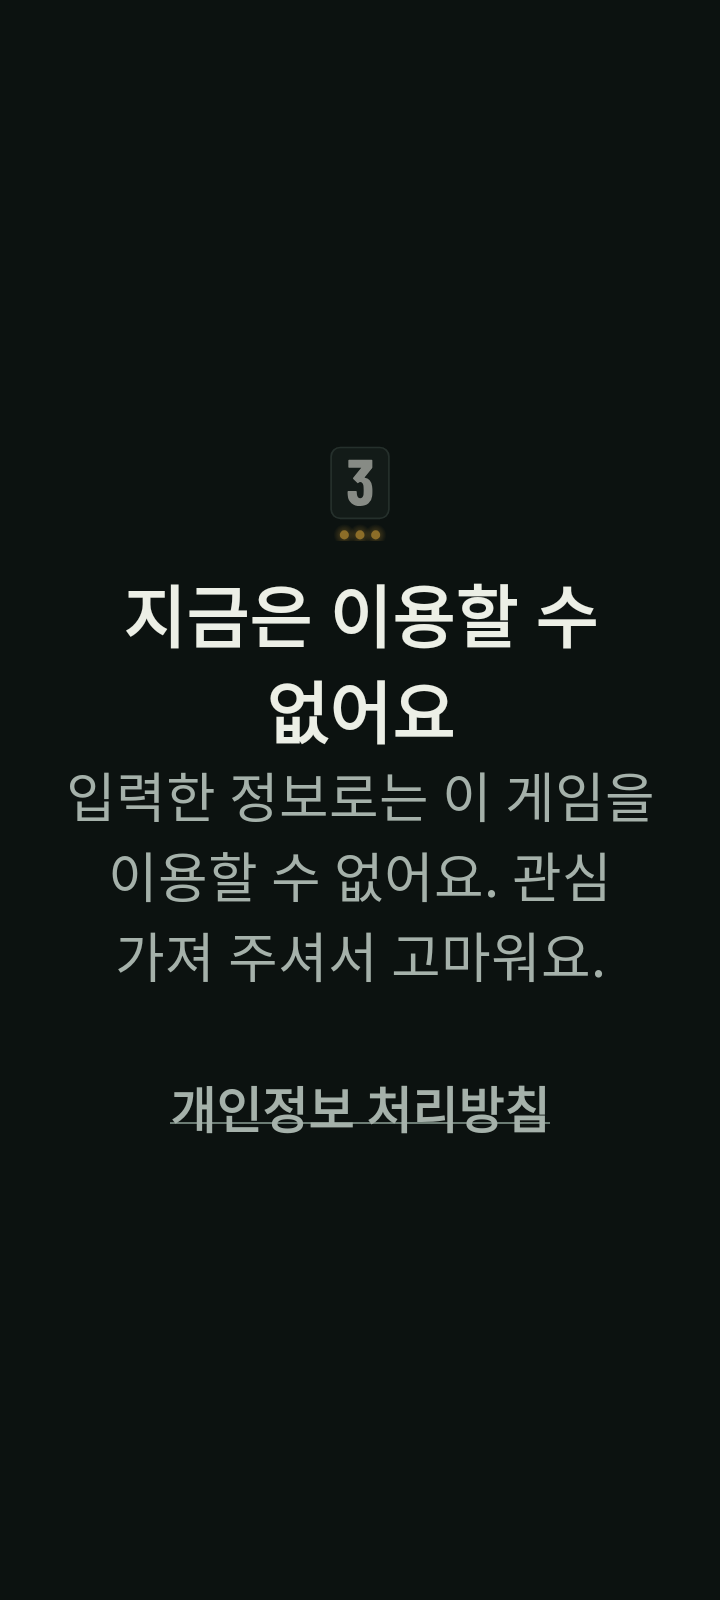 3
지금은 이용할 수
없어요
입력한 정보로는 이 게임을
이용할 수 없어요. 관심
가져 주셔서 고마워요.
개인정보 처리방침